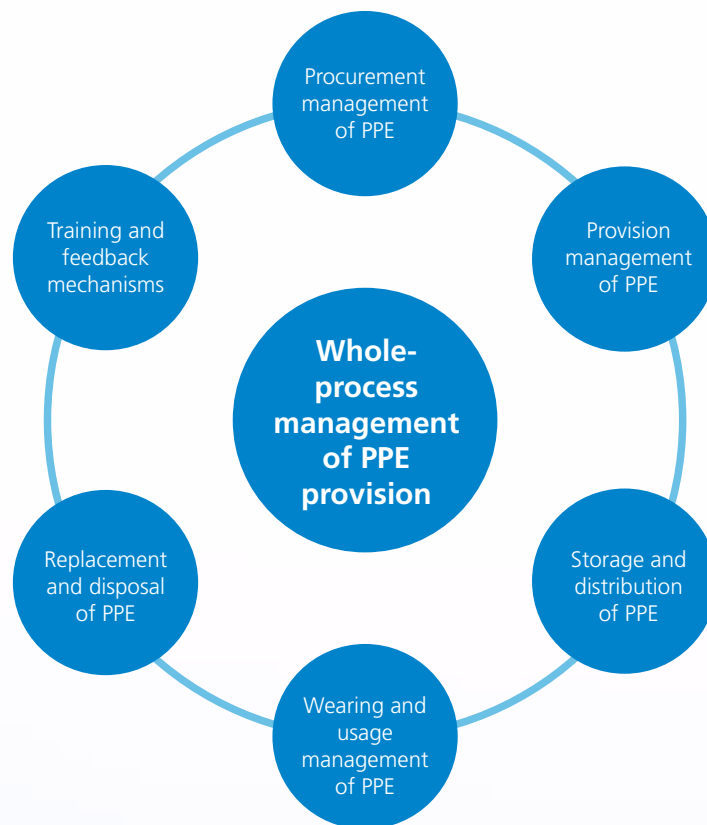 Procurement
management
of PPE
Provision
management
of PPE
Storage and
distribution
of PPE
Wearing and
usage
management
of PPE
Replacement
and disposal
of PPE
Training and
feedback
mechanisms
Whole-
process
management
of PPE
provision